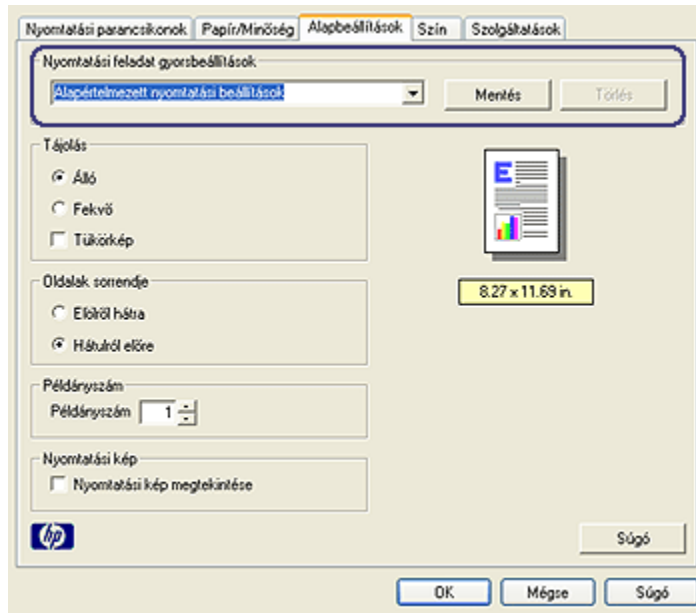 Nyomtatási parancsikonok Papír/Minőség Alapbeállítások Szín Szolgáltatások
Nyomtatási feladat gyorsbeállítások
Alapértelmezett nyomtatási beállítások Mentés Törlés
Tájolás
Álló
Fekvő
Tükörkép
E
8.27 x 11.69 in.
Oldalak sorrendje
Elölről hátra
Hátulról előre
Példányszám
Példányszám 1
Nyomtatási kép
Nyomtatási kép megtekintése
hp
Súgó
OK Mégse Súgó